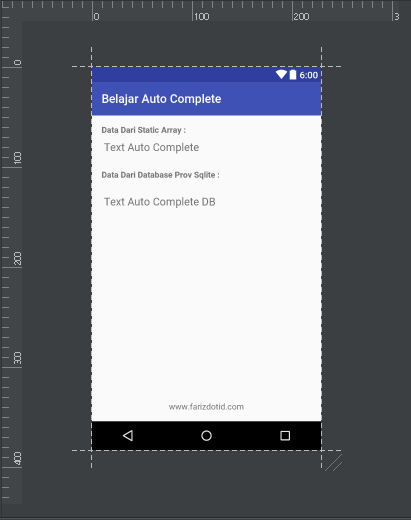 0
100
200
3
0
6:00
Belajar Auto Complete
Data Dari Static Array :
Text Auto Complete
100
Data Dari Database Prov Sqlite :
Text Auto Complete DB
200
300
www.farizdotid.com
400